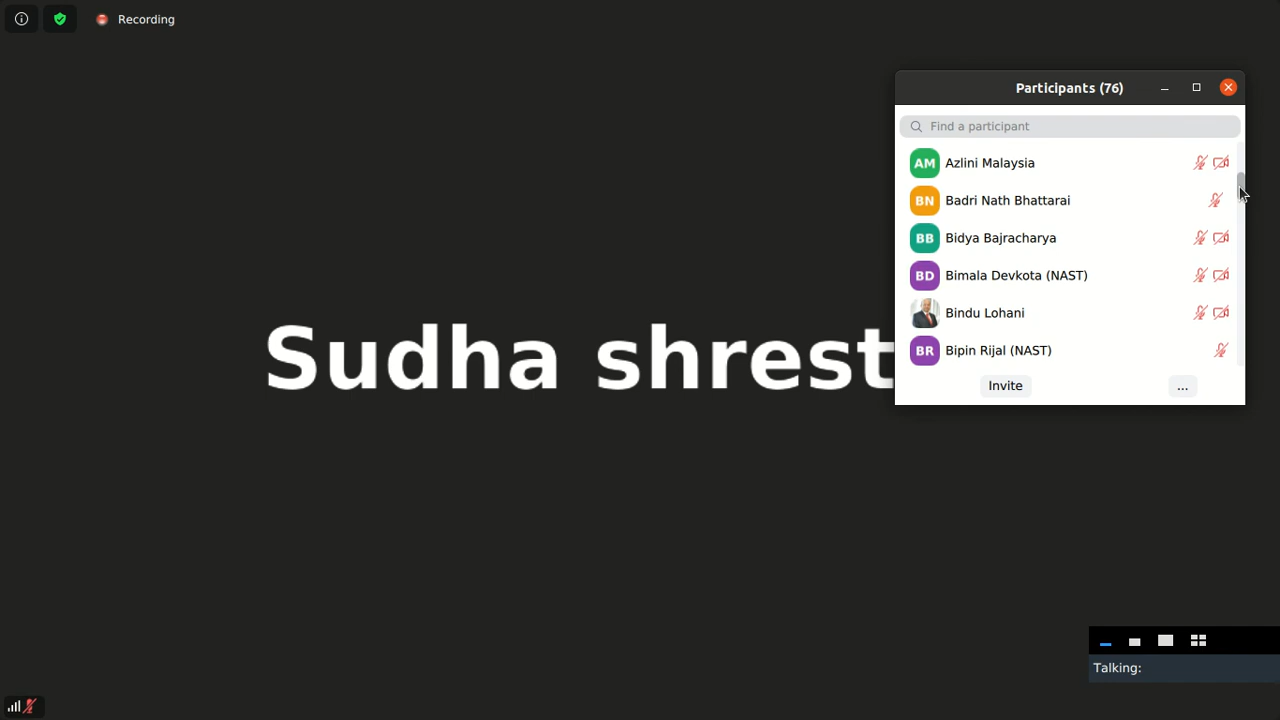 Recording
Participants (76)
Find a participant
AM Azlini Malaysia
BN Badri Nath Bhattarai
BB Bidya Bajracharya
BD Bimala Devkota (NAST)
Bindu Lohani
BR Bipin Rijal (NAST)
Invite ...
Sudha shrest
Talking: